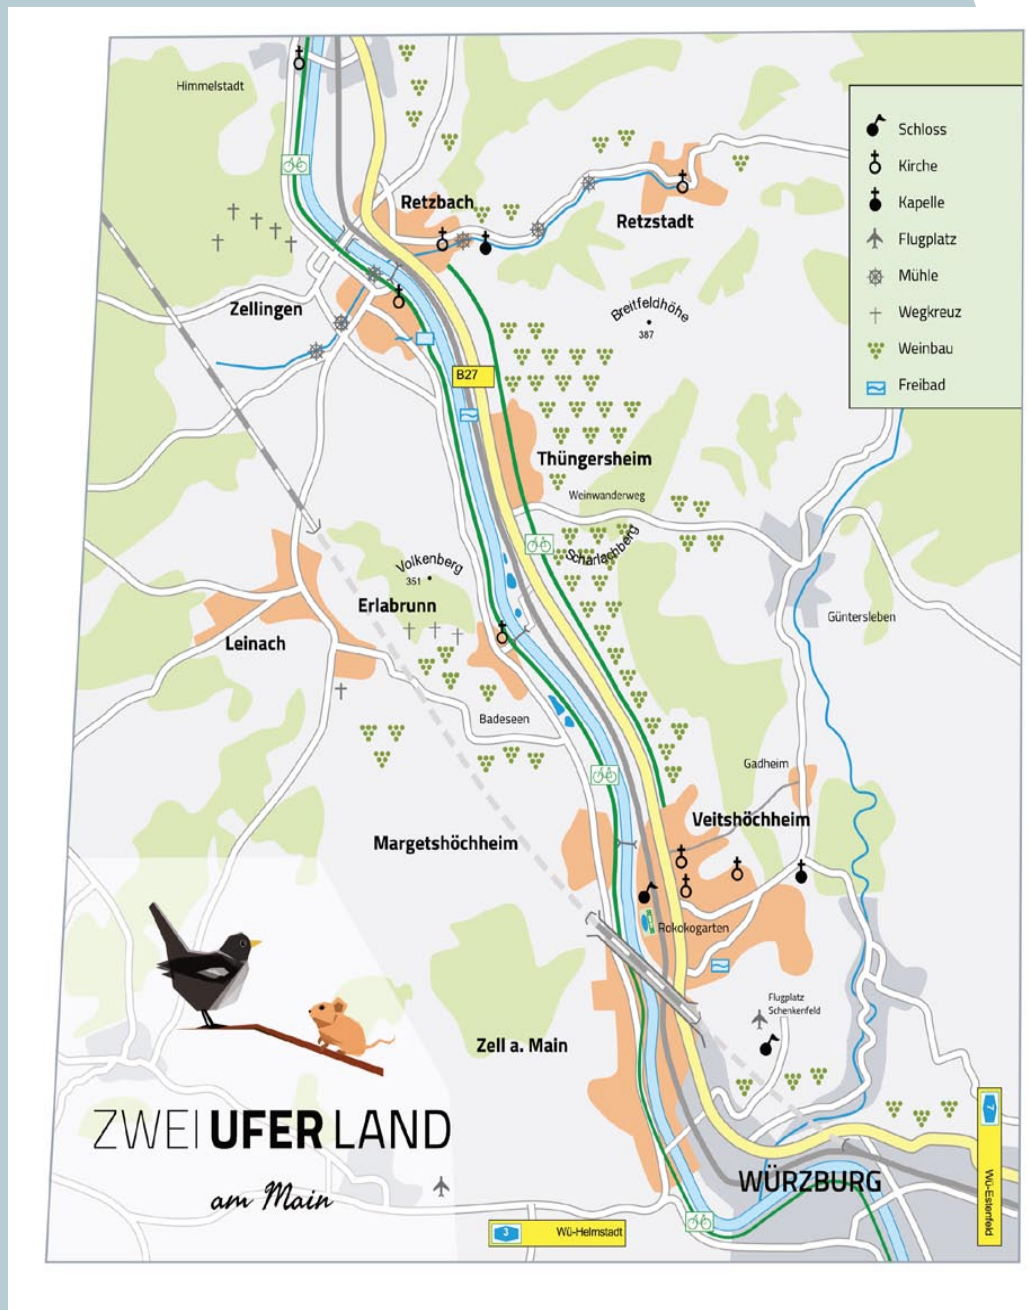 Himmelstadt
Schloss
Kirche
Kapelle
Flugplatz
Mühle
Wegkreuz
Weinbau
Freibad
Retzbach
Retzstadt
Zellingen
Breitfeldhöhe
387
B27
Thüngersheim
Weinwanderweg
Scharlachberg
Volkenberg
351
Erlabrunn
Leinach
Güntersleben
Badeseen
Gadheim
Veitshöchheim
Margetshöchheim
Rokokogarten
Flugplatz
Schenkenfeld
Zell a. Main
ZWEI UFER LAND
am Main
WÜRZBURG
7
Wü-Estenfeld
3 Wü-Helmstadt